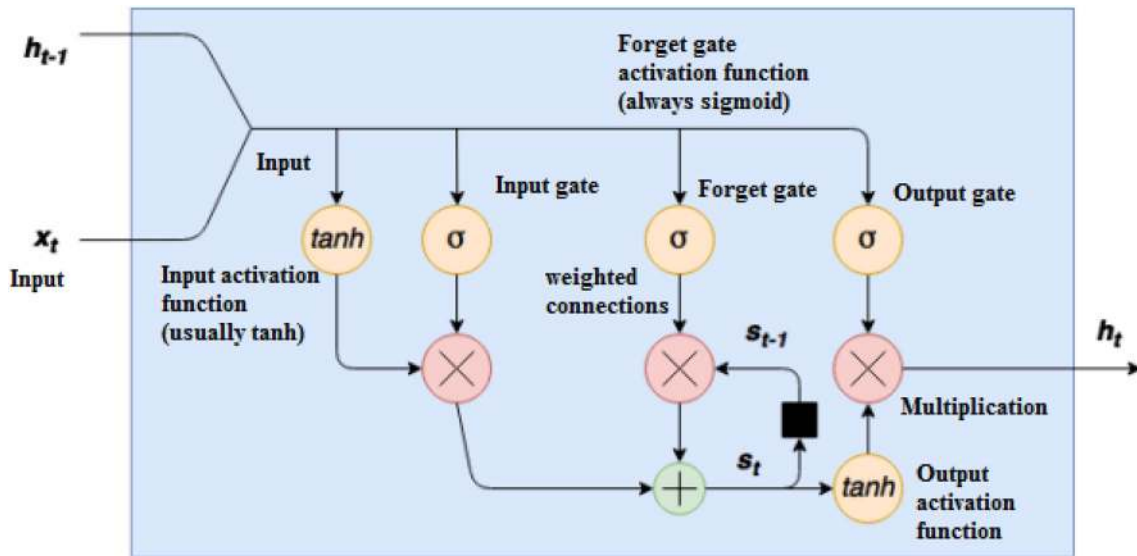 h_{t-1}
Forget gate
activation function
(always sigmoid)
Input
Input gate
Forget gate
Output gate
tanh
σ
σ
σ
x_t
Input
Input activation
function
(usually tanh)
weighted
connections
s_{t-1}
h_t
×
×
×
Multiplication
s_t
+
tanh
Output
activation
function